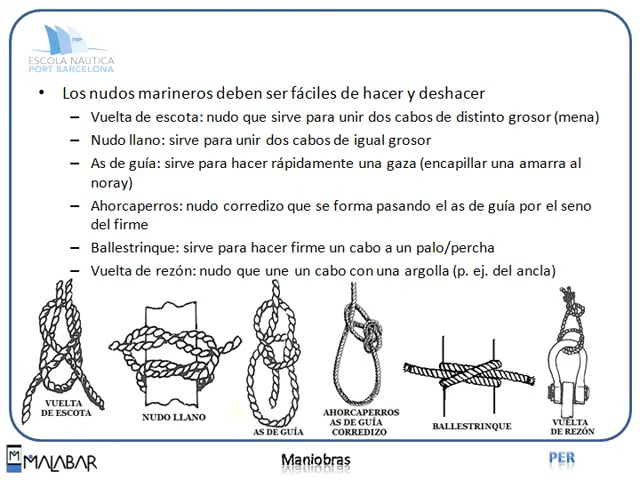 ESCOLA NÁUTICA
PORT BARCELONA
• Los nudos marineros deben ser fáciles de hacer y deshacer
– Vuelta de escota: nudo que sirve para unir dos cabos de distinto grosor (mena)
– Nudo llano: sirve para unir dos cabos de igual grosor
– As de guía: sirve para hacer rápidamente una gaza (encapillar una amarra al
noray)
– Ahorcaperros: nudo corredizo que se forma pasando el as de guía por el seno
del firme
– Ballestrinque: sirve para hacer firme un cabo a un palo/percha
– Vuelta de rezón: nudo que une un cabo con una argolla (p. ej. del ancla)
VUELTA
DE ESCOTA
NUDO LLANO
AS DE GUÍA
AHORCAPERROS
AS DE GUÍA
CORREDIZO
BALLESTRINQUE
VUELTA
DE REZÓN
MALABAR
Maniobras
PER